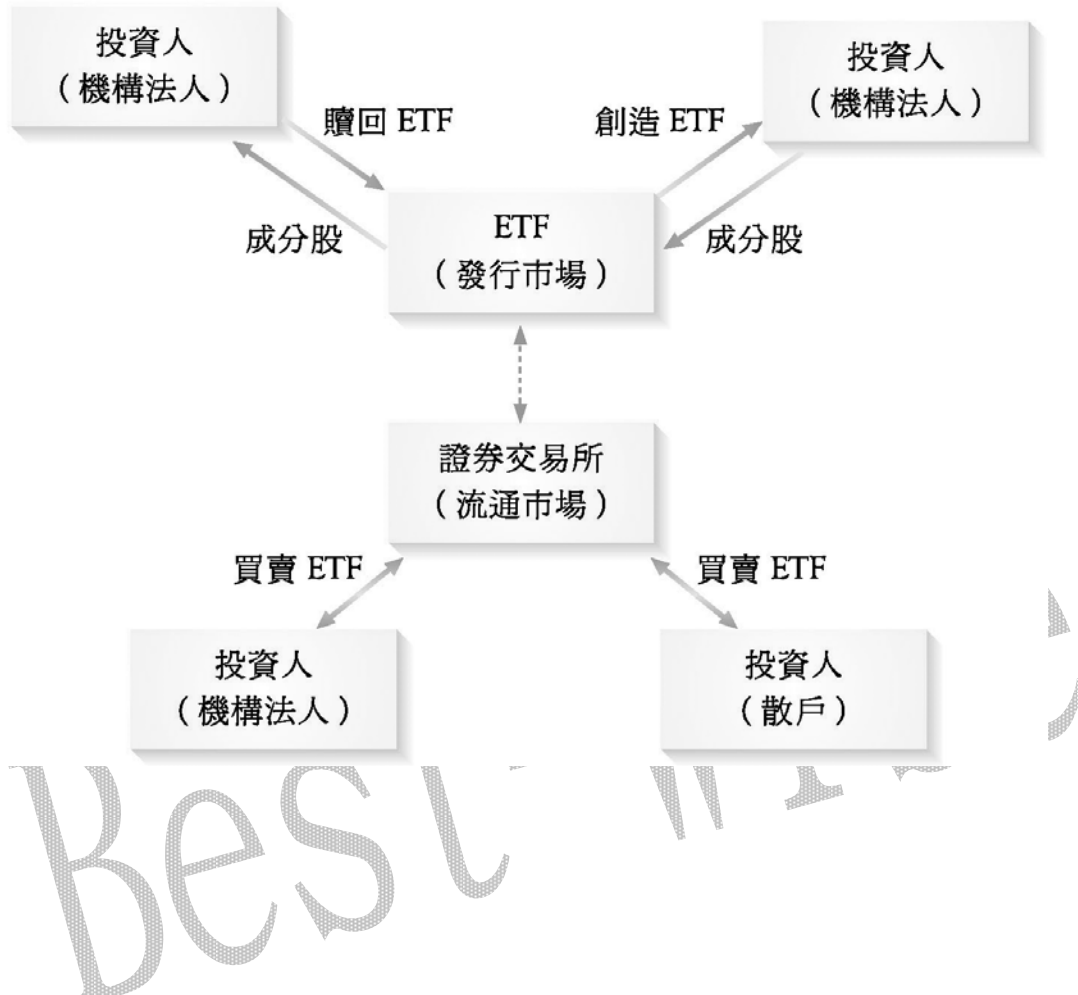 投資人
（機構法人）
投資人
（機構法人）
贖回 ETF
創造 ETF
成分股
成分股
ETF
（發行市場）
證券交易所
（流通市場）
買賣 ETF
買賣 ETF
投資人
（機構法人）
投資人
（散戶）
Best